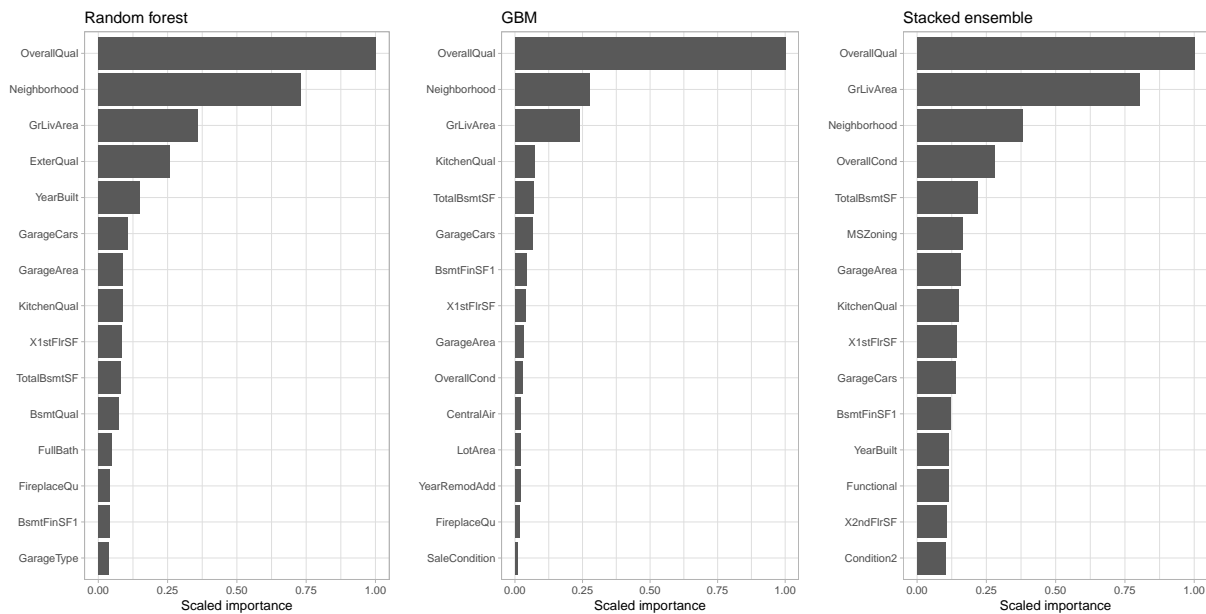 Random forest
OverallQual
Neighborhood
GrLivArea
ExterQual
YearBuilt
GarageCars
GarageArea
KitchenQual
X1stFlrSF
TotalBsmtSF
BsmtQual
FullBath
FireplaceQu
BsmtFinSF1
GarageType
0.00 0.25 0.50 0.75 1.00
Scaled importance
GBM
OverallQual
Neighborhood
GrLivArea
KitchenQual
TotalBsmtSF
GarageCars
BsmtFinSF1
X1stFlrSF
GarageArea
OverallCond
CentralAir
LotArea
YearRemodAdd
FireplaceQu
SaleCondition
0.00 0.25 0.50 0.75 1.00
Scaled importance
Stacked ensemble
OverallQual
GrLivArea
Neighborhood
OverallCond
TotalBsmtSF
MSZoning
GarageArea
KitchenQual
X1stFlrSF
GarageCars
BsmtFinSF1
YearBuilt
Functional
X2ndFlrSF
Condition2
0.00 0.25 0.50 0.75 1.00
Scaled importance